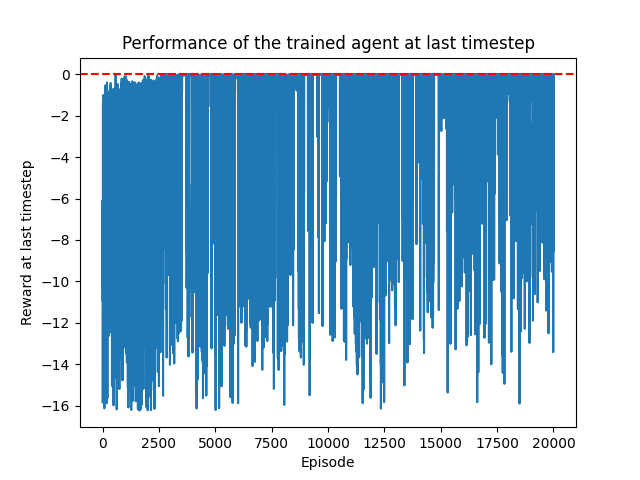 Performance of the trained agent at last timestep
0
−2
−4
−6
−8
−10
−12
−14
−16
Reward at last timestep
0 2500 5000 7500 10000 12500 15000 17500 20000
Episode